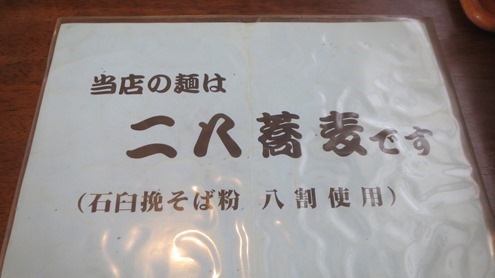 当店の麺は
二八蕎麦です
(石臼挽そば粉 八割使用)